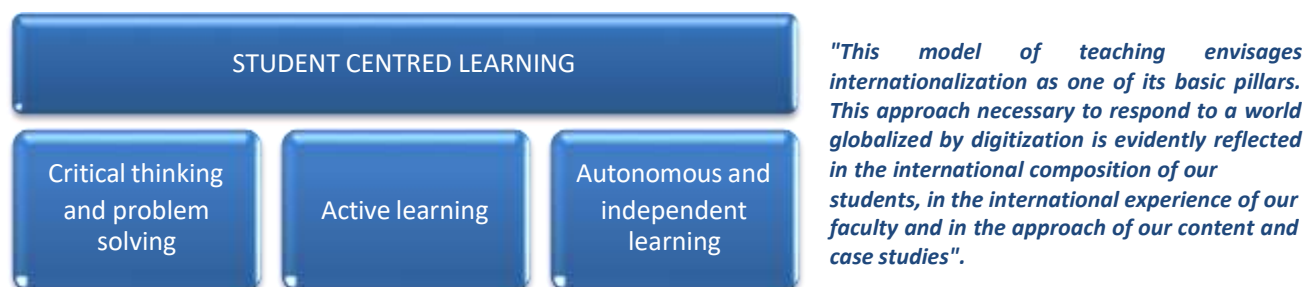 STUDENT CENTRED LEARNING
Critical thinking
and problem
solving
Active learning
Autonomous and
independent
learning
"This model of teaching envisages
internationalization as one of its basic pillars.
This approach necessary to respond to a world
globalized by digitization is evidently reflected
in the international composition of our
students, in the international experience of our
faculty and in the approach of our content and
case studies".